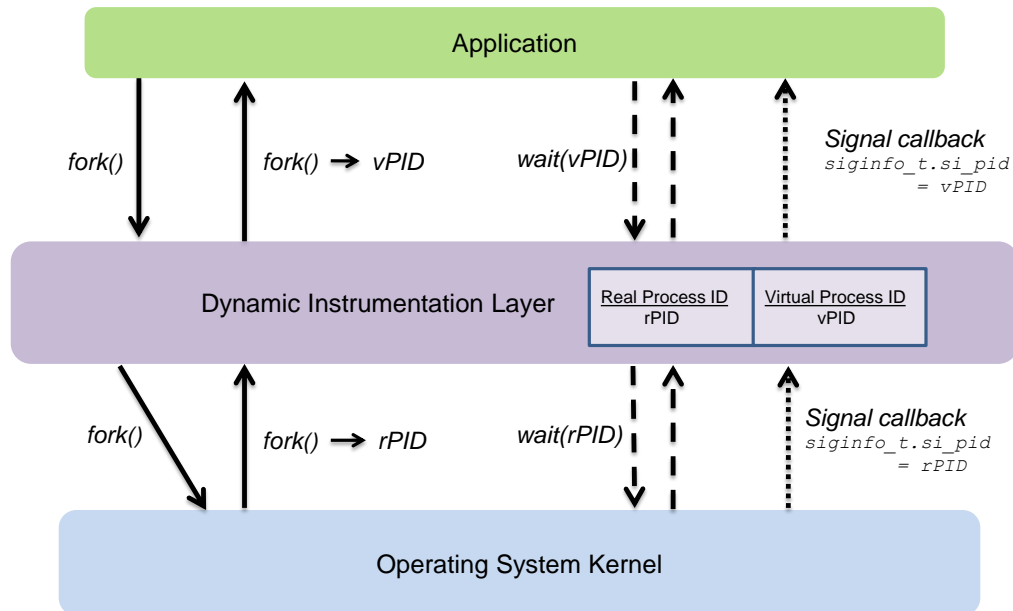 Application
fork()
fork() → vPID
wait(vPID)
Signal callback
siginfo_t.si_pid
= vPID
Dynamic Instrumentation Layer
Real Process ID
rPID
Virtual Process ID
vPID
fork()
fork() → rPID
wait(rPID)
Signal callback
siginfo_t.si_pid
= rPID
Operating System Kernel